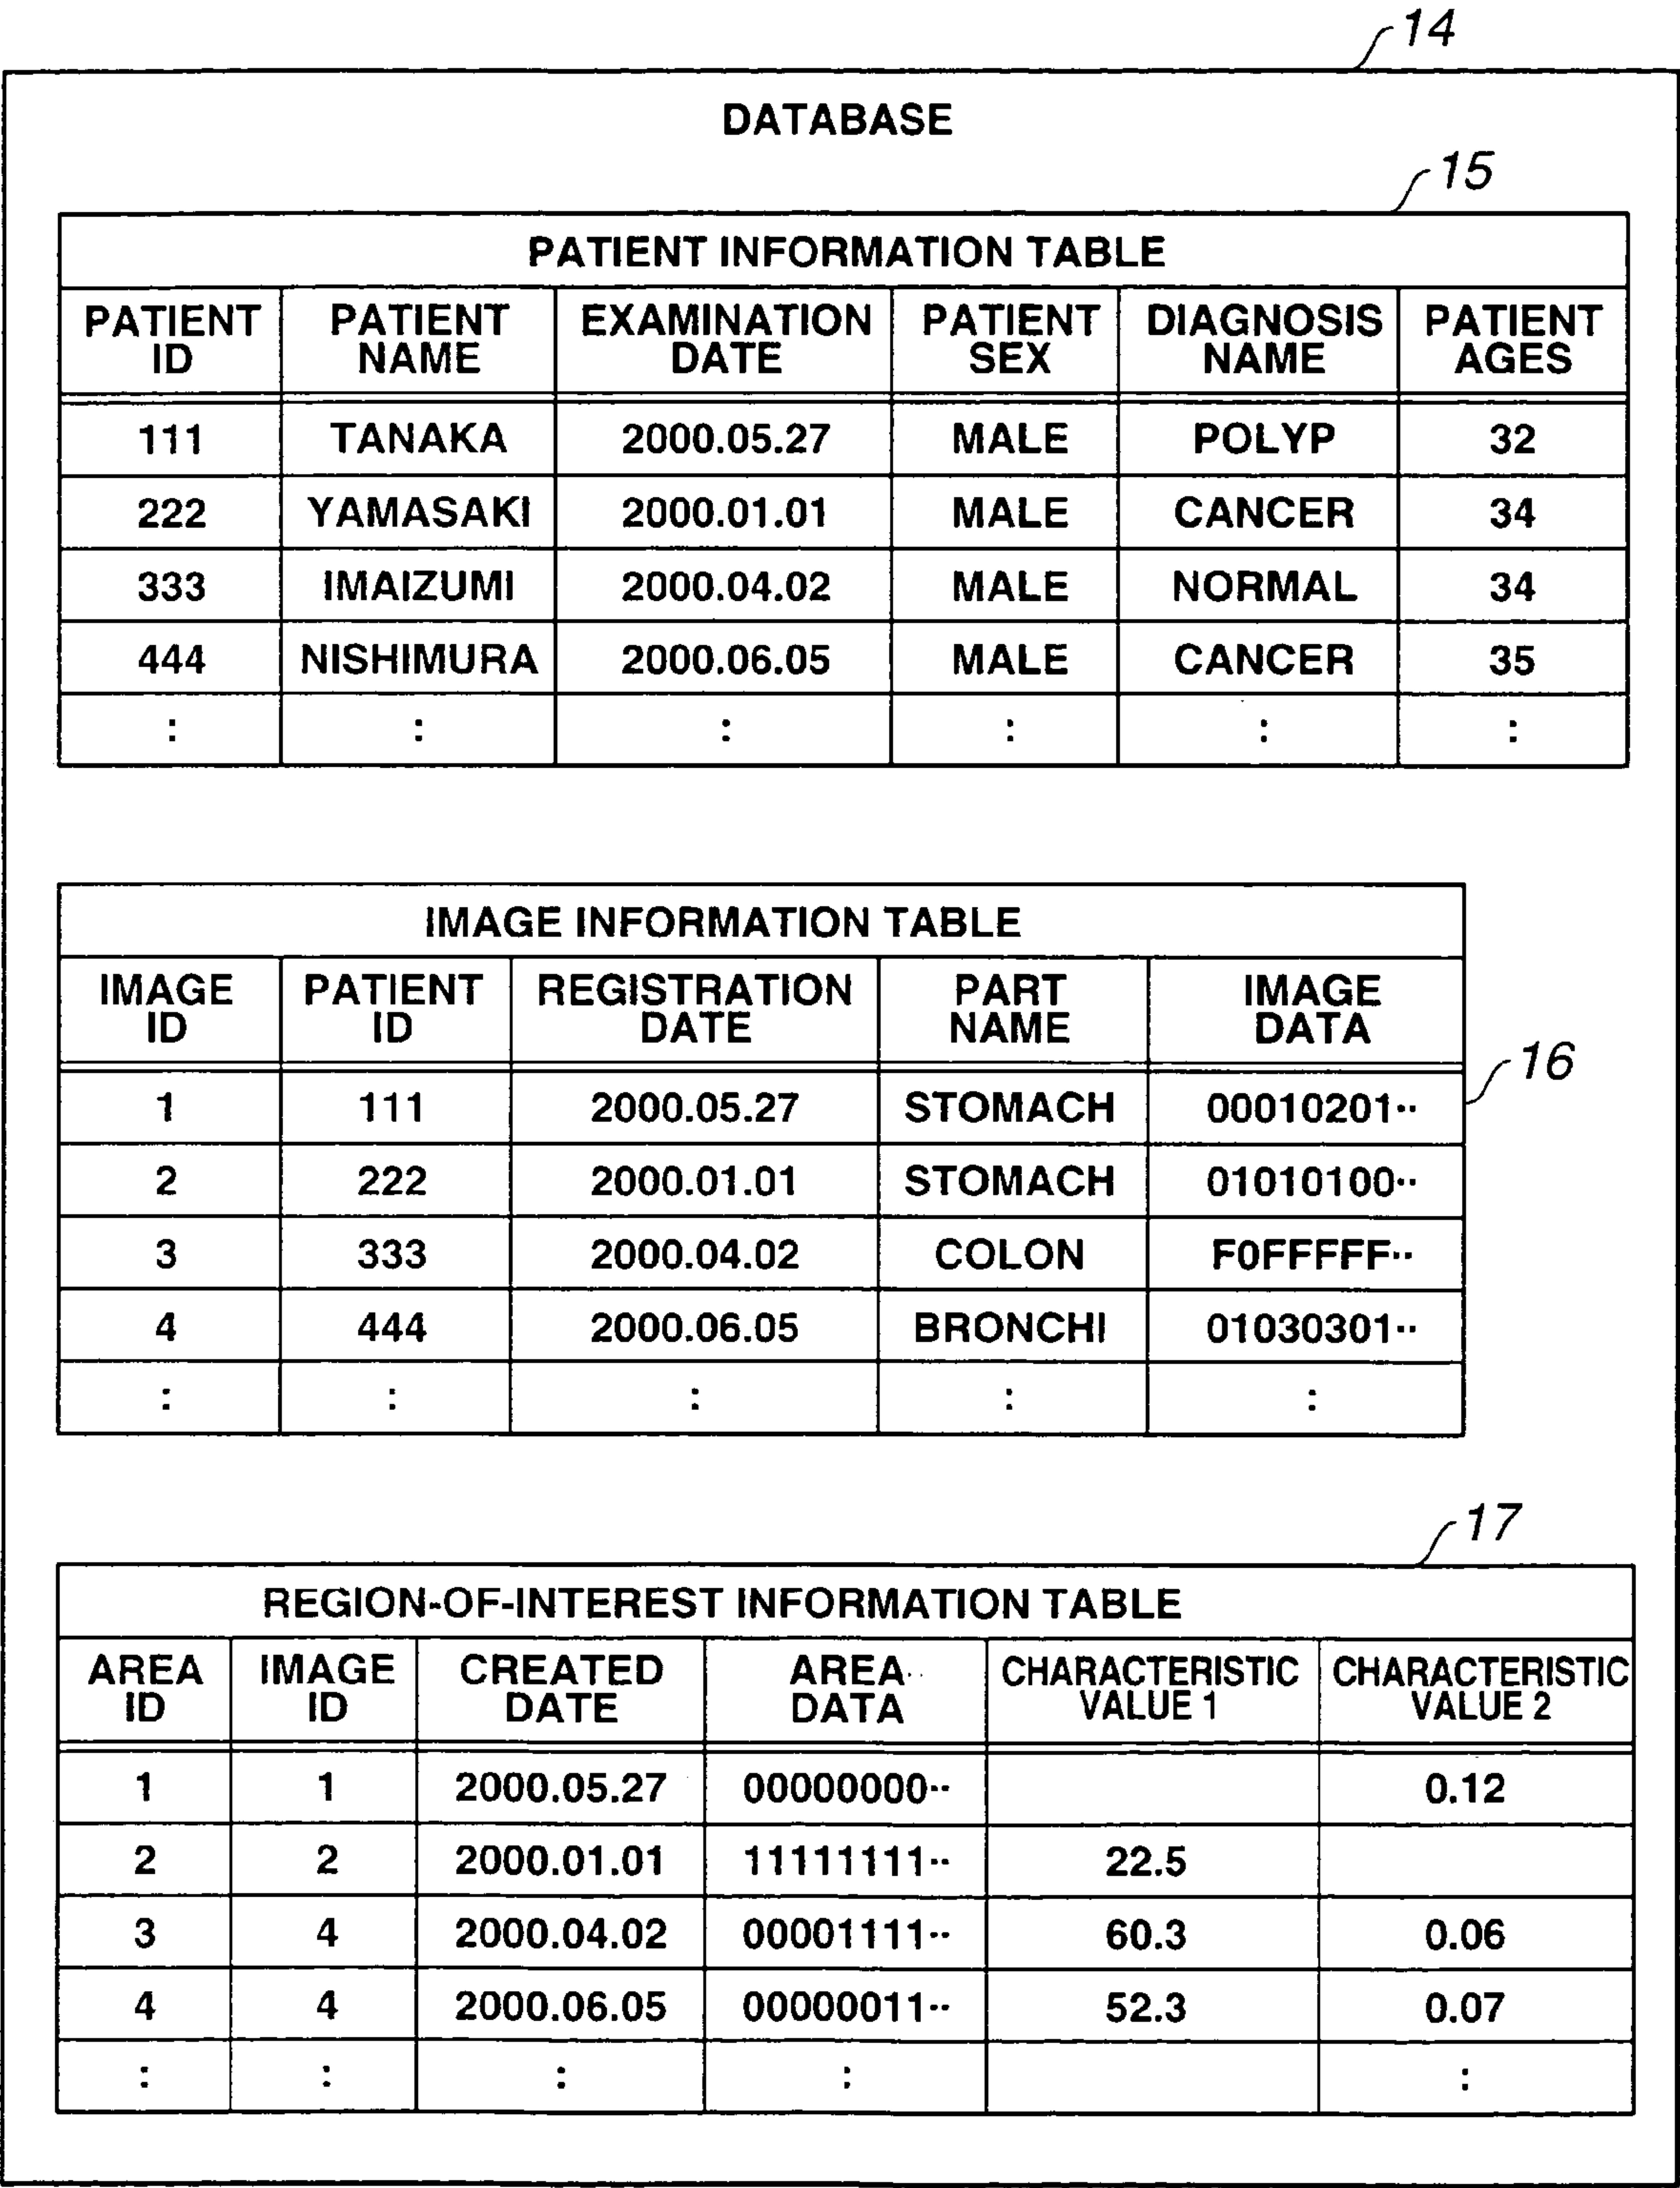 14
DATABASE
15
PATIENT INFORMATION TABLE
PATIENT ID PATIENT NAME EXAMINATION DATE PATIENT SEX DIAGNOSIS NAME PATIENT AGES
111 TANAKA 2000.05.27 MALE POLYP 32
222 YAMASAKI 2000.01.01 MALE CANCER 34
333 IMAIZUMI 2000.04.02 MALE NORMAL 34
444 NISHIMURA 2000.06.05 MALE CANCER 35
: : : : : :
IMAGE INFORMATION TABLE
IMAGE ID PATIENT ID REGISTRATION DATE PART NAME IMAGE DATA
16
1 111 2000.05.27 STOMACH 00010201··
2 222 2000.01.01 STOMACH 01010100··
3 333 2000.04.02 COLON F0FFFFF··
4 444 2000.06.05 BRONCHI 01030301··
: : : : :
17
REGION-OF-INTEREST INFORMATION TABLE
AREA ID IMAGE ID CREATED DATE AREA DATA CHARACTERISTIC VALUE 1 CHARACTERISTIC VALUE 2
1 1 2000.05.27 00000000·· 0.12
2 2 2000.01.01 11111111·· 22.5
3 4 2000.04.02 00001111·· 60.3 0.06
4 4 2000.06.05 00000011·· 52.3 0.07
: : : : :